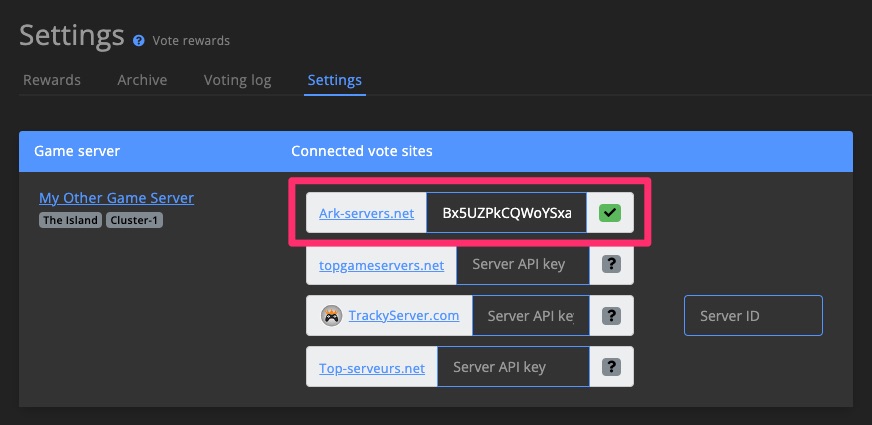 Settings ? Vote rewards
Rewards Archive Voting log Settings
Game server Connected vote sites
My Other Game Server
The Island Cluster-1
Ark-servers.net Bx5UZPkCQWoYSxa
topgameservers.net Server API key ?
TrackyServer.com Server API ke ? Server ID
Top-serveurs.net Server API key ?